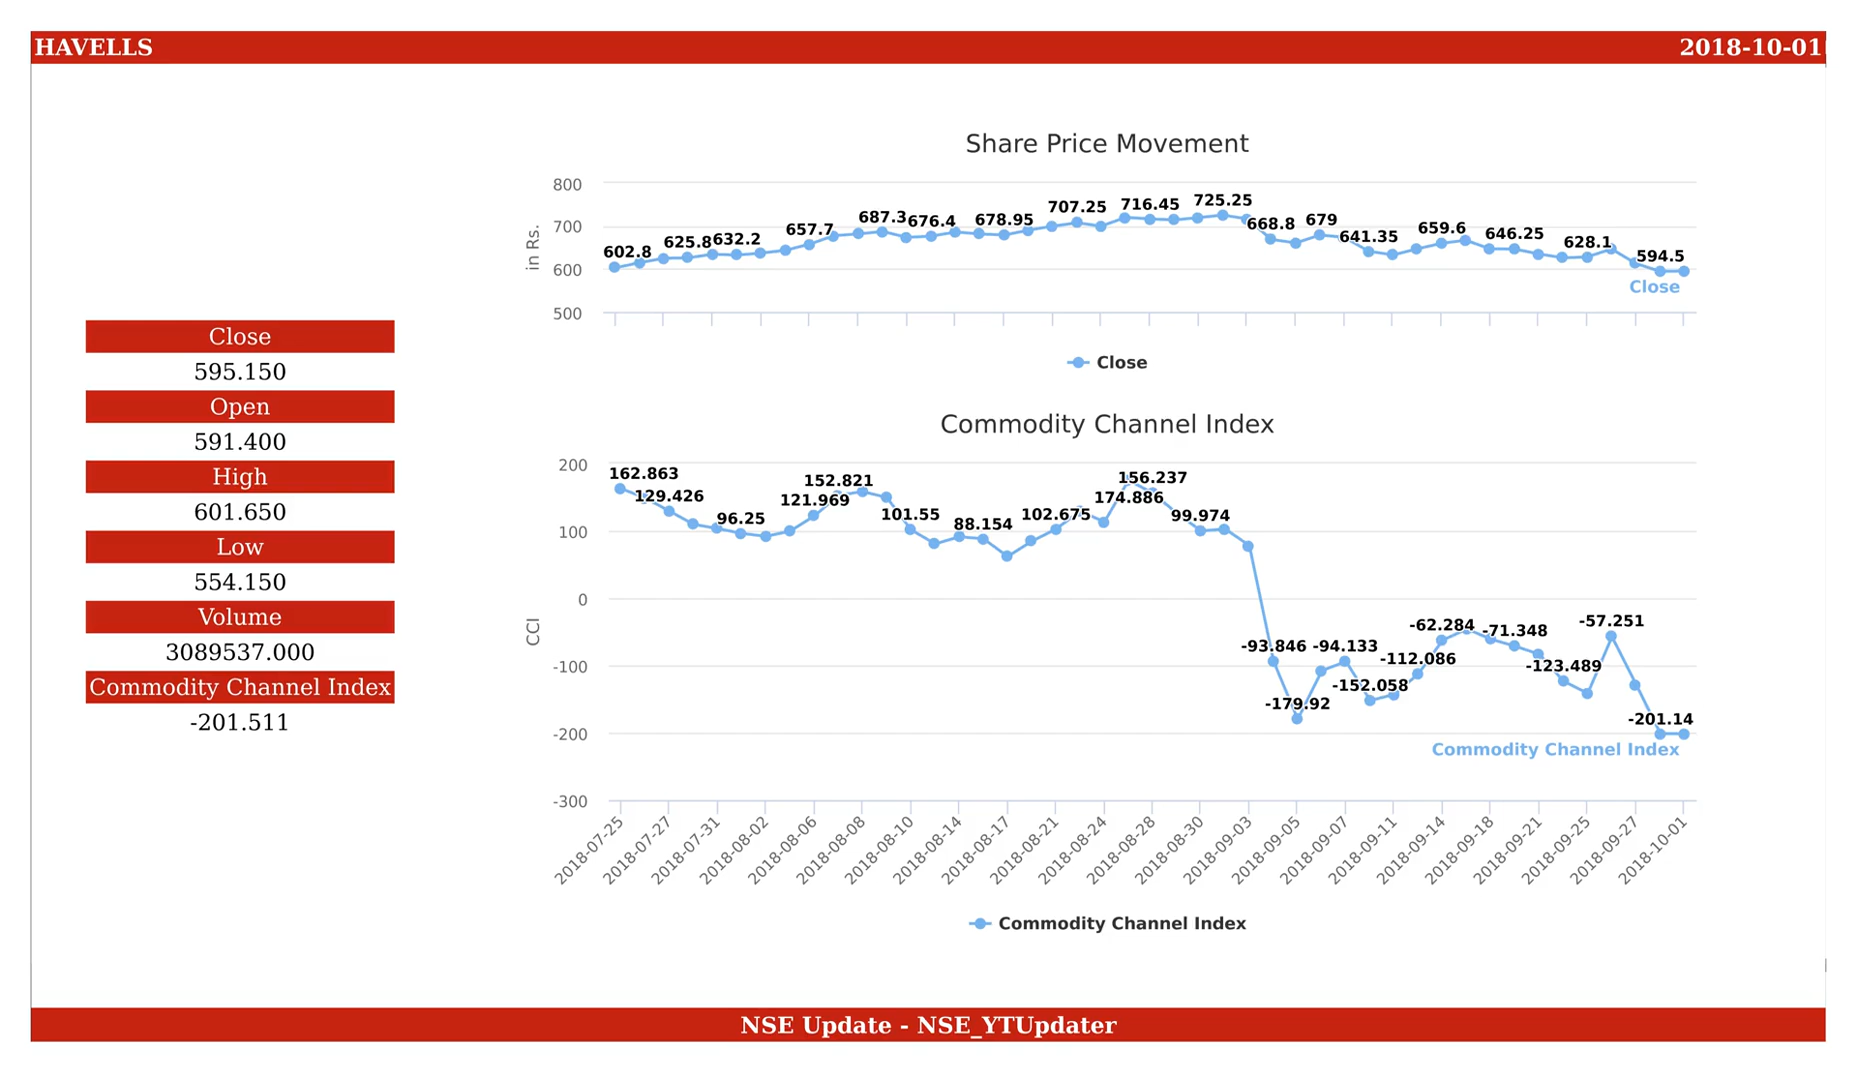 HAVELLS 2018-10-01
Close
595.150
Open
591.400
High
601.650
Low
554.150
Volume
3089537.000
Commodity Channel Index
-201.511
Share Price Movement
in Rs.
800
700
600
500
602.8 625.8 632.2 657.7 687.3 676.4 678.95 707.25 716.45 725.25 668.8 679 641.35 659.6 646.25 628.1 594.5
Close
Close
Commodity Channel Index
CCI
200
100
0
-100
-200
-300
162.863 129.426 96.25 121.969 152.821 101.55 88.154 102.675 174.886 156.237 99.974 -93.846 -179.92 -94.133 -152.058 -112.086 -62.284 -71.348 -123.489 -57.251 -201.14
Commodity Channel Index
2018-07-25 2018-07-27 2018-07-31 2018-08-02 2018-08-06 2018-08-08 2018-08-10 2018-08-14 2018-08-17 2018-08-21 2018-08-24 2018-08-28 2018-08-30 2018-09-03 2018-09-05 2018-09-07 2018-09-11 2018-09-14 2018-09-18 2018-09-21 2018-09-25 2018-09-27 2018-10-01
Commodity Channel Index
NSE Update - NSE_YTUpdater